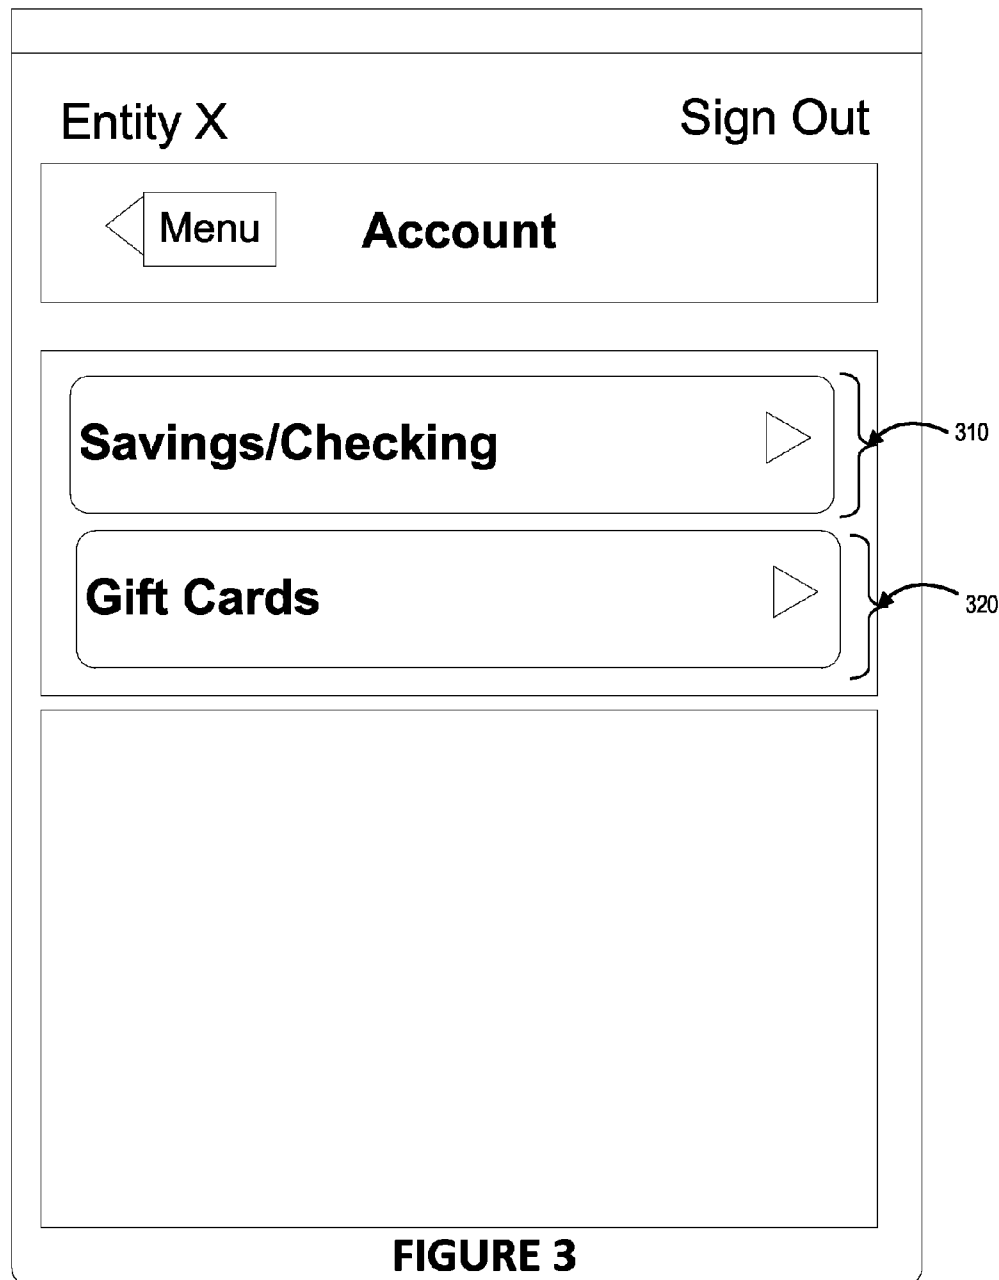 Entity X
Sign Out
Menu
Account
Savings/Checking
310
Gift Cards
320
FIGURE 3